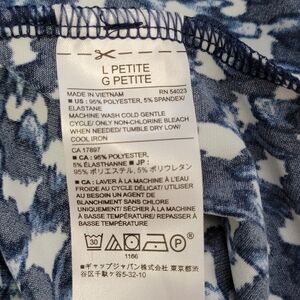 L PETITE
G PETITE
MADE IN VIETNAM RN 54023
■ US : 95% POLYESTER, 5% SPANDEX/
ELASTANE
MACHINE WASH COLD GENTLE
CYCLE/ ONLY NON-CHLORINE BLEACH
WHEN NEEDED/ TUMBLE DRY LOW/
COOL IRON
CA 17897
■ CA : 95% POLYESTER,
5% ÉLASTHANNE ■ JP :
95% ポリエステル, 5% ポリウレタン
■ CA : LAVER À LA MACHINE À L'EAU
FROIDE AU CYCLE DÉLICAT/ UTILISER
AU BESOIN UN AGENT DE
BLANCHIMENT SANS CHLORE
UNIQUEMENT/ SÉCHER À LA MACHINE
À BASSE TEMPÉRATURE/ REPASSER À
BASSE TEMPÉRATURE
30
P
1166
■ギャップジャパン株式会社 東京都渋
谷区千駄ヶ谷5-32-10